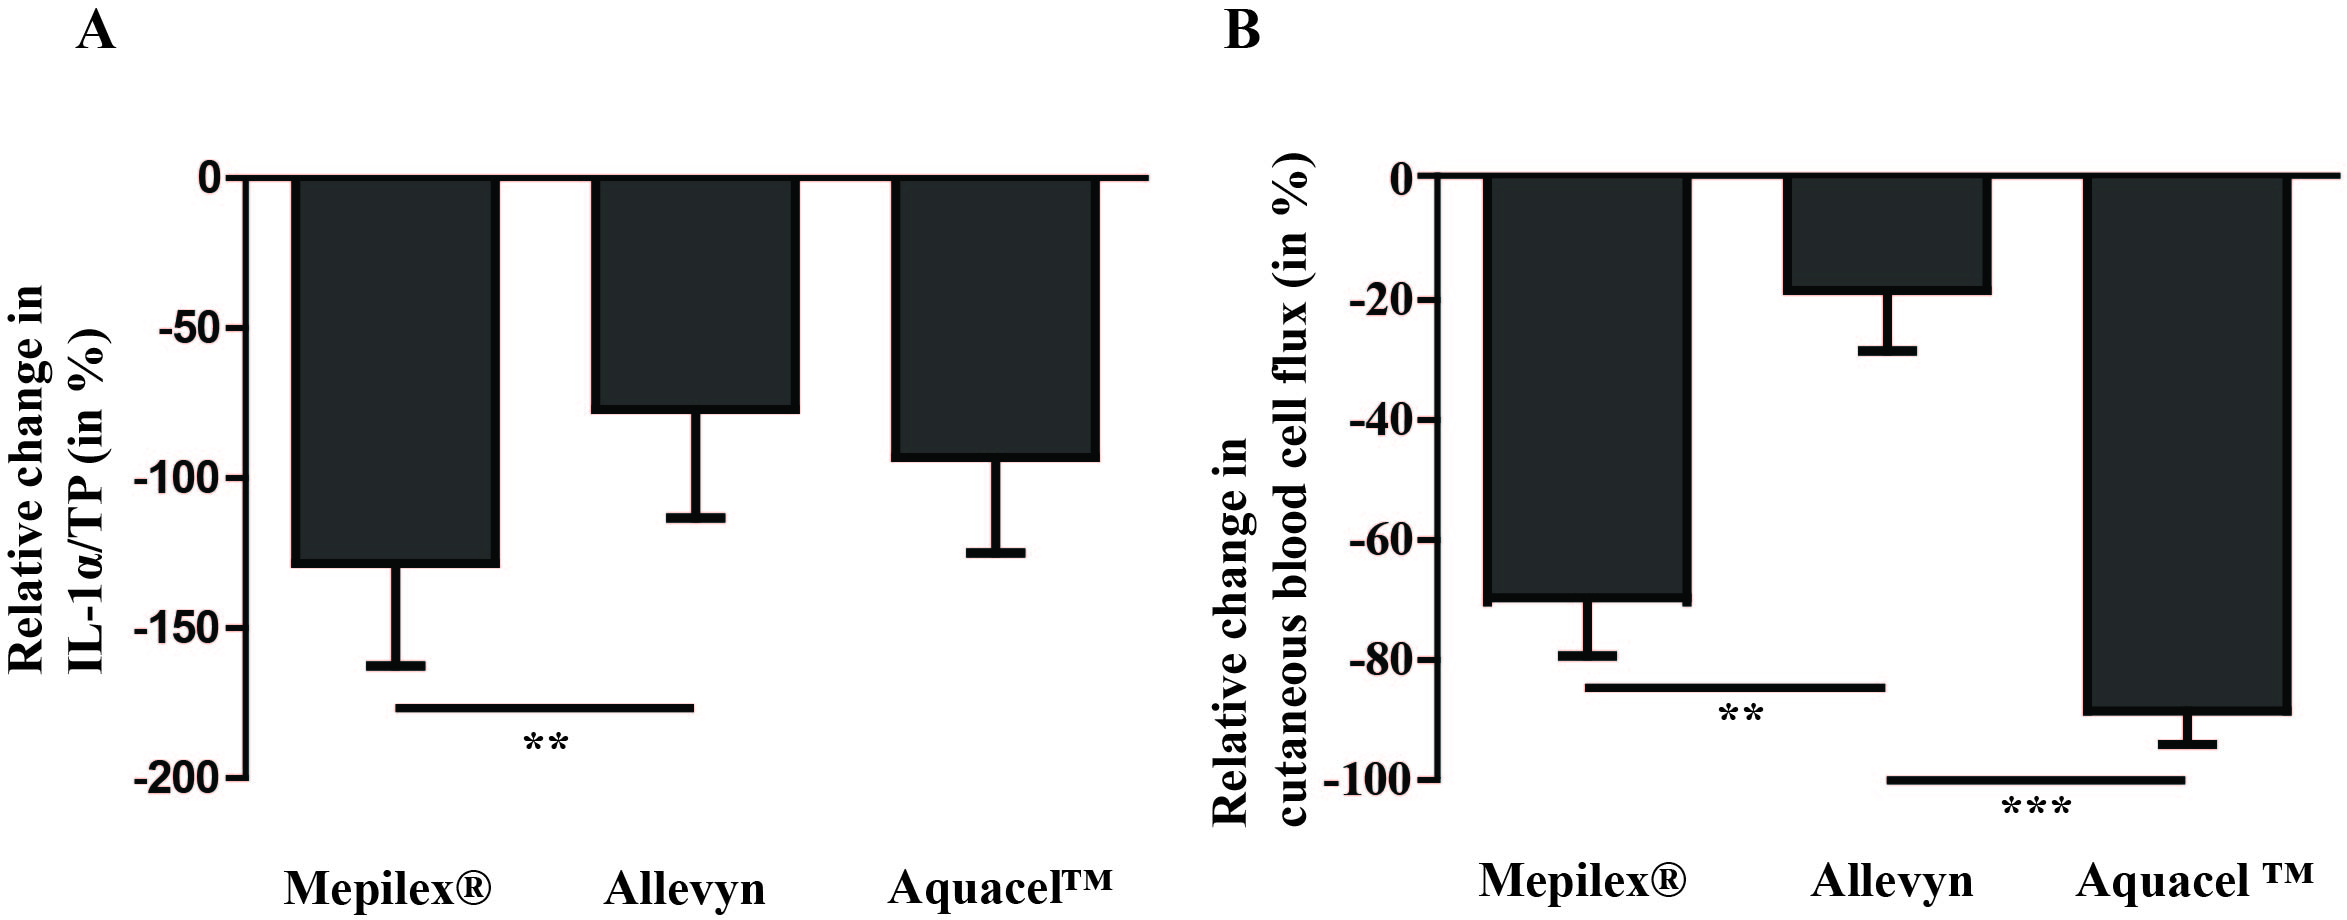 A
Relative change in
IL-1α/TP (in %)
0
-50
-100
-150
-200
**
Mepilex®
Allevyn
Aquacel™
B
Relative change in
cutaneous blood cell flux (in %)
0
-20
-40
-60
-80
-100
**
***
Mepilex®
Allevyn
Aquacel ™